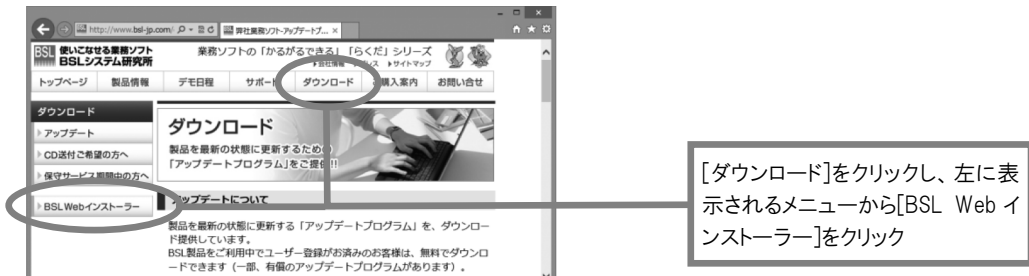 http://www.bsl-jp.com/
弊社業務ソフト-アップデートプ...
BSL 使いこなせる業務ソフト
BSLシステム研究所
業務ソフトの「かるがるできる」「らくだ」シリーズ
会社情報
サイトマップ
トップページ 製品情報 デモ日程 サポート ダウンロード ご購入案内 お問い合せ
ダウンロード
アップデート
CD送付ご希望の方へ
保守サービス期間中の方へ
BSL Webインストーラー
ダウンロード
製品を最新の状態に更新するための
「アップデートプログラム」をご提供!!
アップデートについて
製品を最新の状態に更新する「アップデートプログラム」を、ダウンロー
ド提供しています。
BSL製品をご利用中でユーザー登録がお済みのお客様は、無料でダウンロ
ードできます（一部、有償のアップデートプログラムがあります）。
[ダウンロード]をクリックし、左に表
示されるメニューから[BSL Web イ
ンストーラー]をクリック